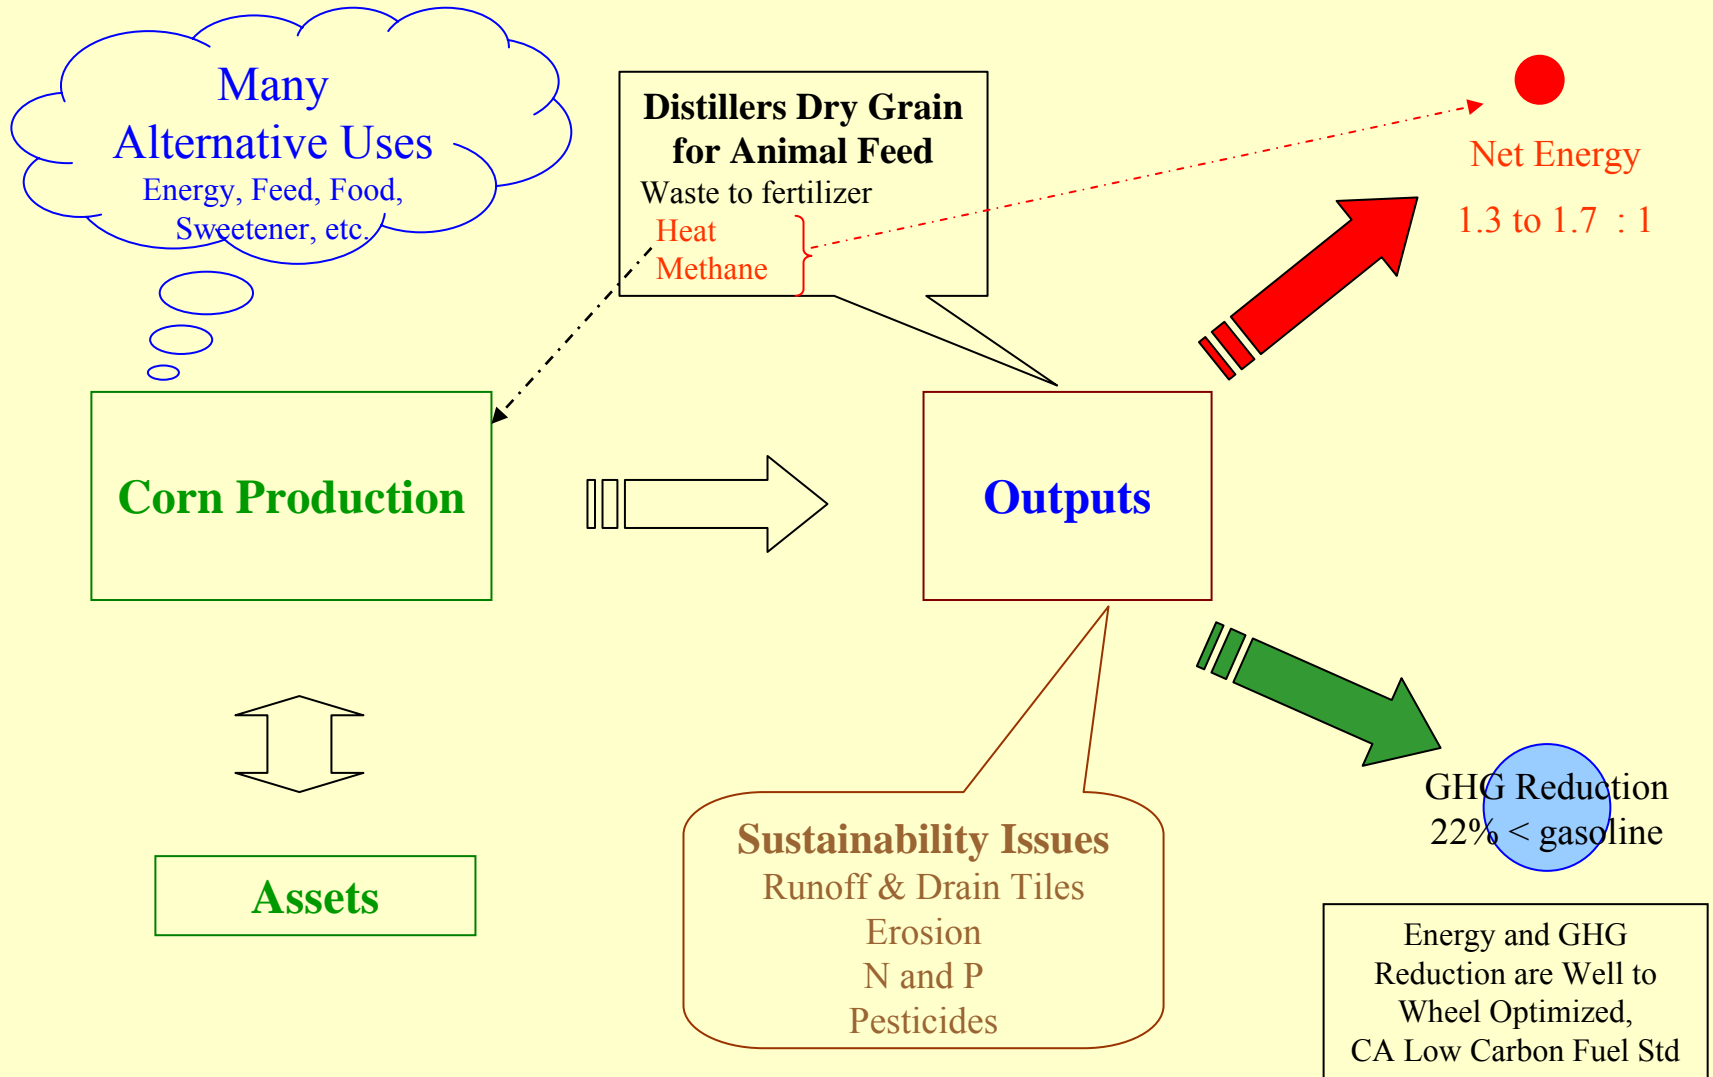 Many
Alternative Uses
Energy, Feed, Food,
Sweetener, etc.
Distillers Dry Grain
for Animal Feed
Waste to fertilizer
Heat
Methane
Net Energy
1.3 to 1.7 : 1
Corn Production
Outputs
Assets
Sustainability Issues
Runoff & Drain Tiles
Erosion
N and P
Pesticides
GHG Reduction
22% < gasoline
Energy and GHG
Reduction are Well to
Wheel Optimized,
CA Low Carbon Fuel Std